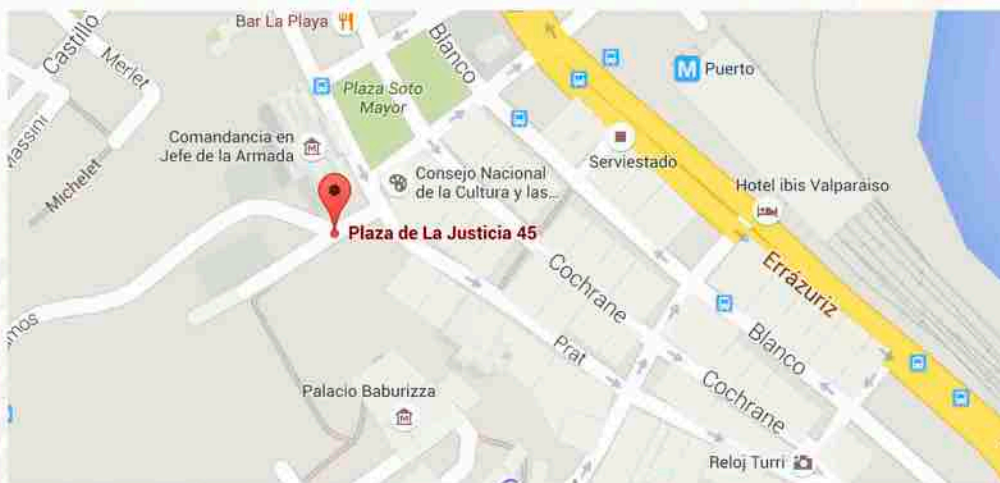 Bar La Playa
Castillo
Merlet
Blanco
M Puerto
Plaza Soto
Mayor
Massini
Comandancia en
Jefe de la Armada
Serviestado
Michelet
Consejo Nacional
de la Cultura y las...
Hotel ibis Valparaiso
Plaza de La Justicia 45
Cochrane
Errázuriz
mos
Prat
Blanco
Palacio Baburizza
Cochrane
Reloj Turri